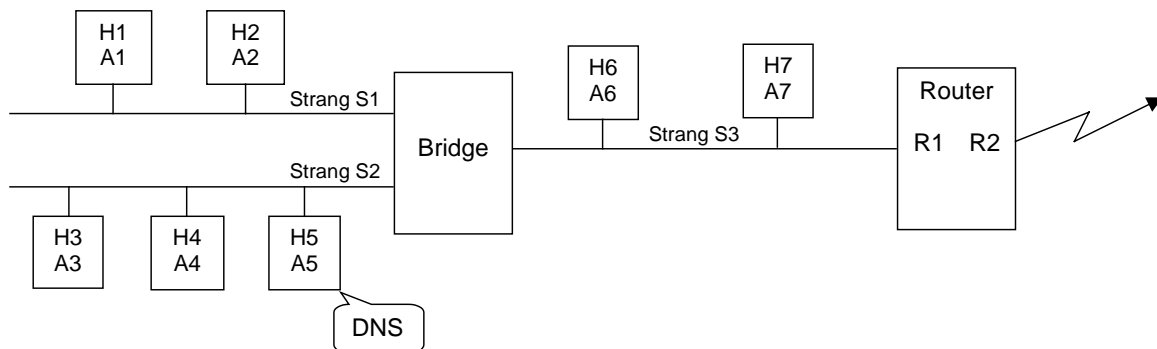 H1
A1
H2
A2
Strang S1
H6
A6
H7
A7
Router
R1 R2
Bridge
Strang S3
Strang S2
H3
A3
H4
A4
H5
A5
DNS